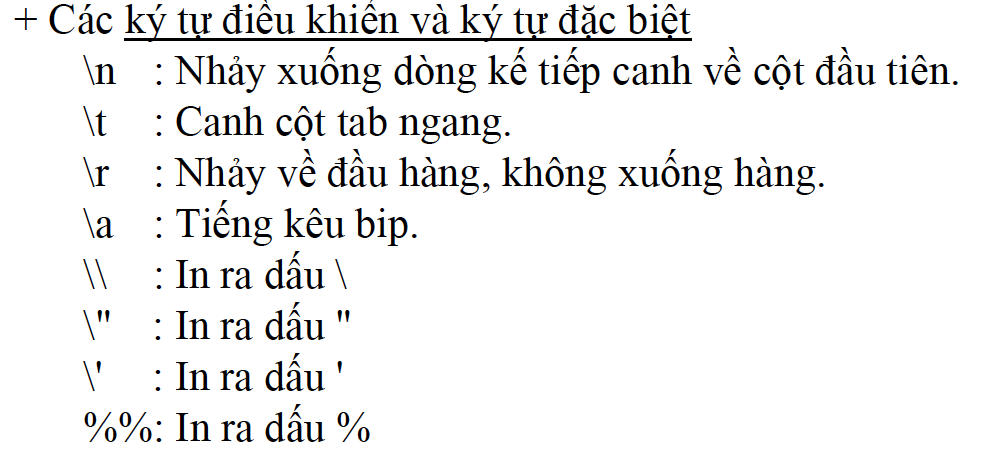 + Các ký tự điều khiển và ký tự đặc biệt
\n : Nhảy xuống dòng kế tiếp canh về cột đầu tiên.
\t : Canh cột tab ngang.
\r : Nhảy về đầu hàng, không xuống hàng.
\a : Tiếng kêu bip.
\\ : In ra dấu \
\" : In ra dấu "
\' : In ra dấu '
%%: In ra dấu %